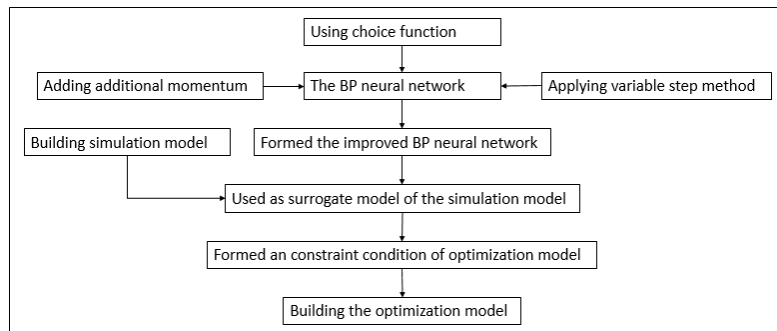 Using choice function
Adding additional momentum
The BP neural network
Applying variable step method
Building simulation model
Formed the improved BP neural network
Used as surrogate model of the simulation model
Formed an constraint condition of optimization model
Building the optimization model